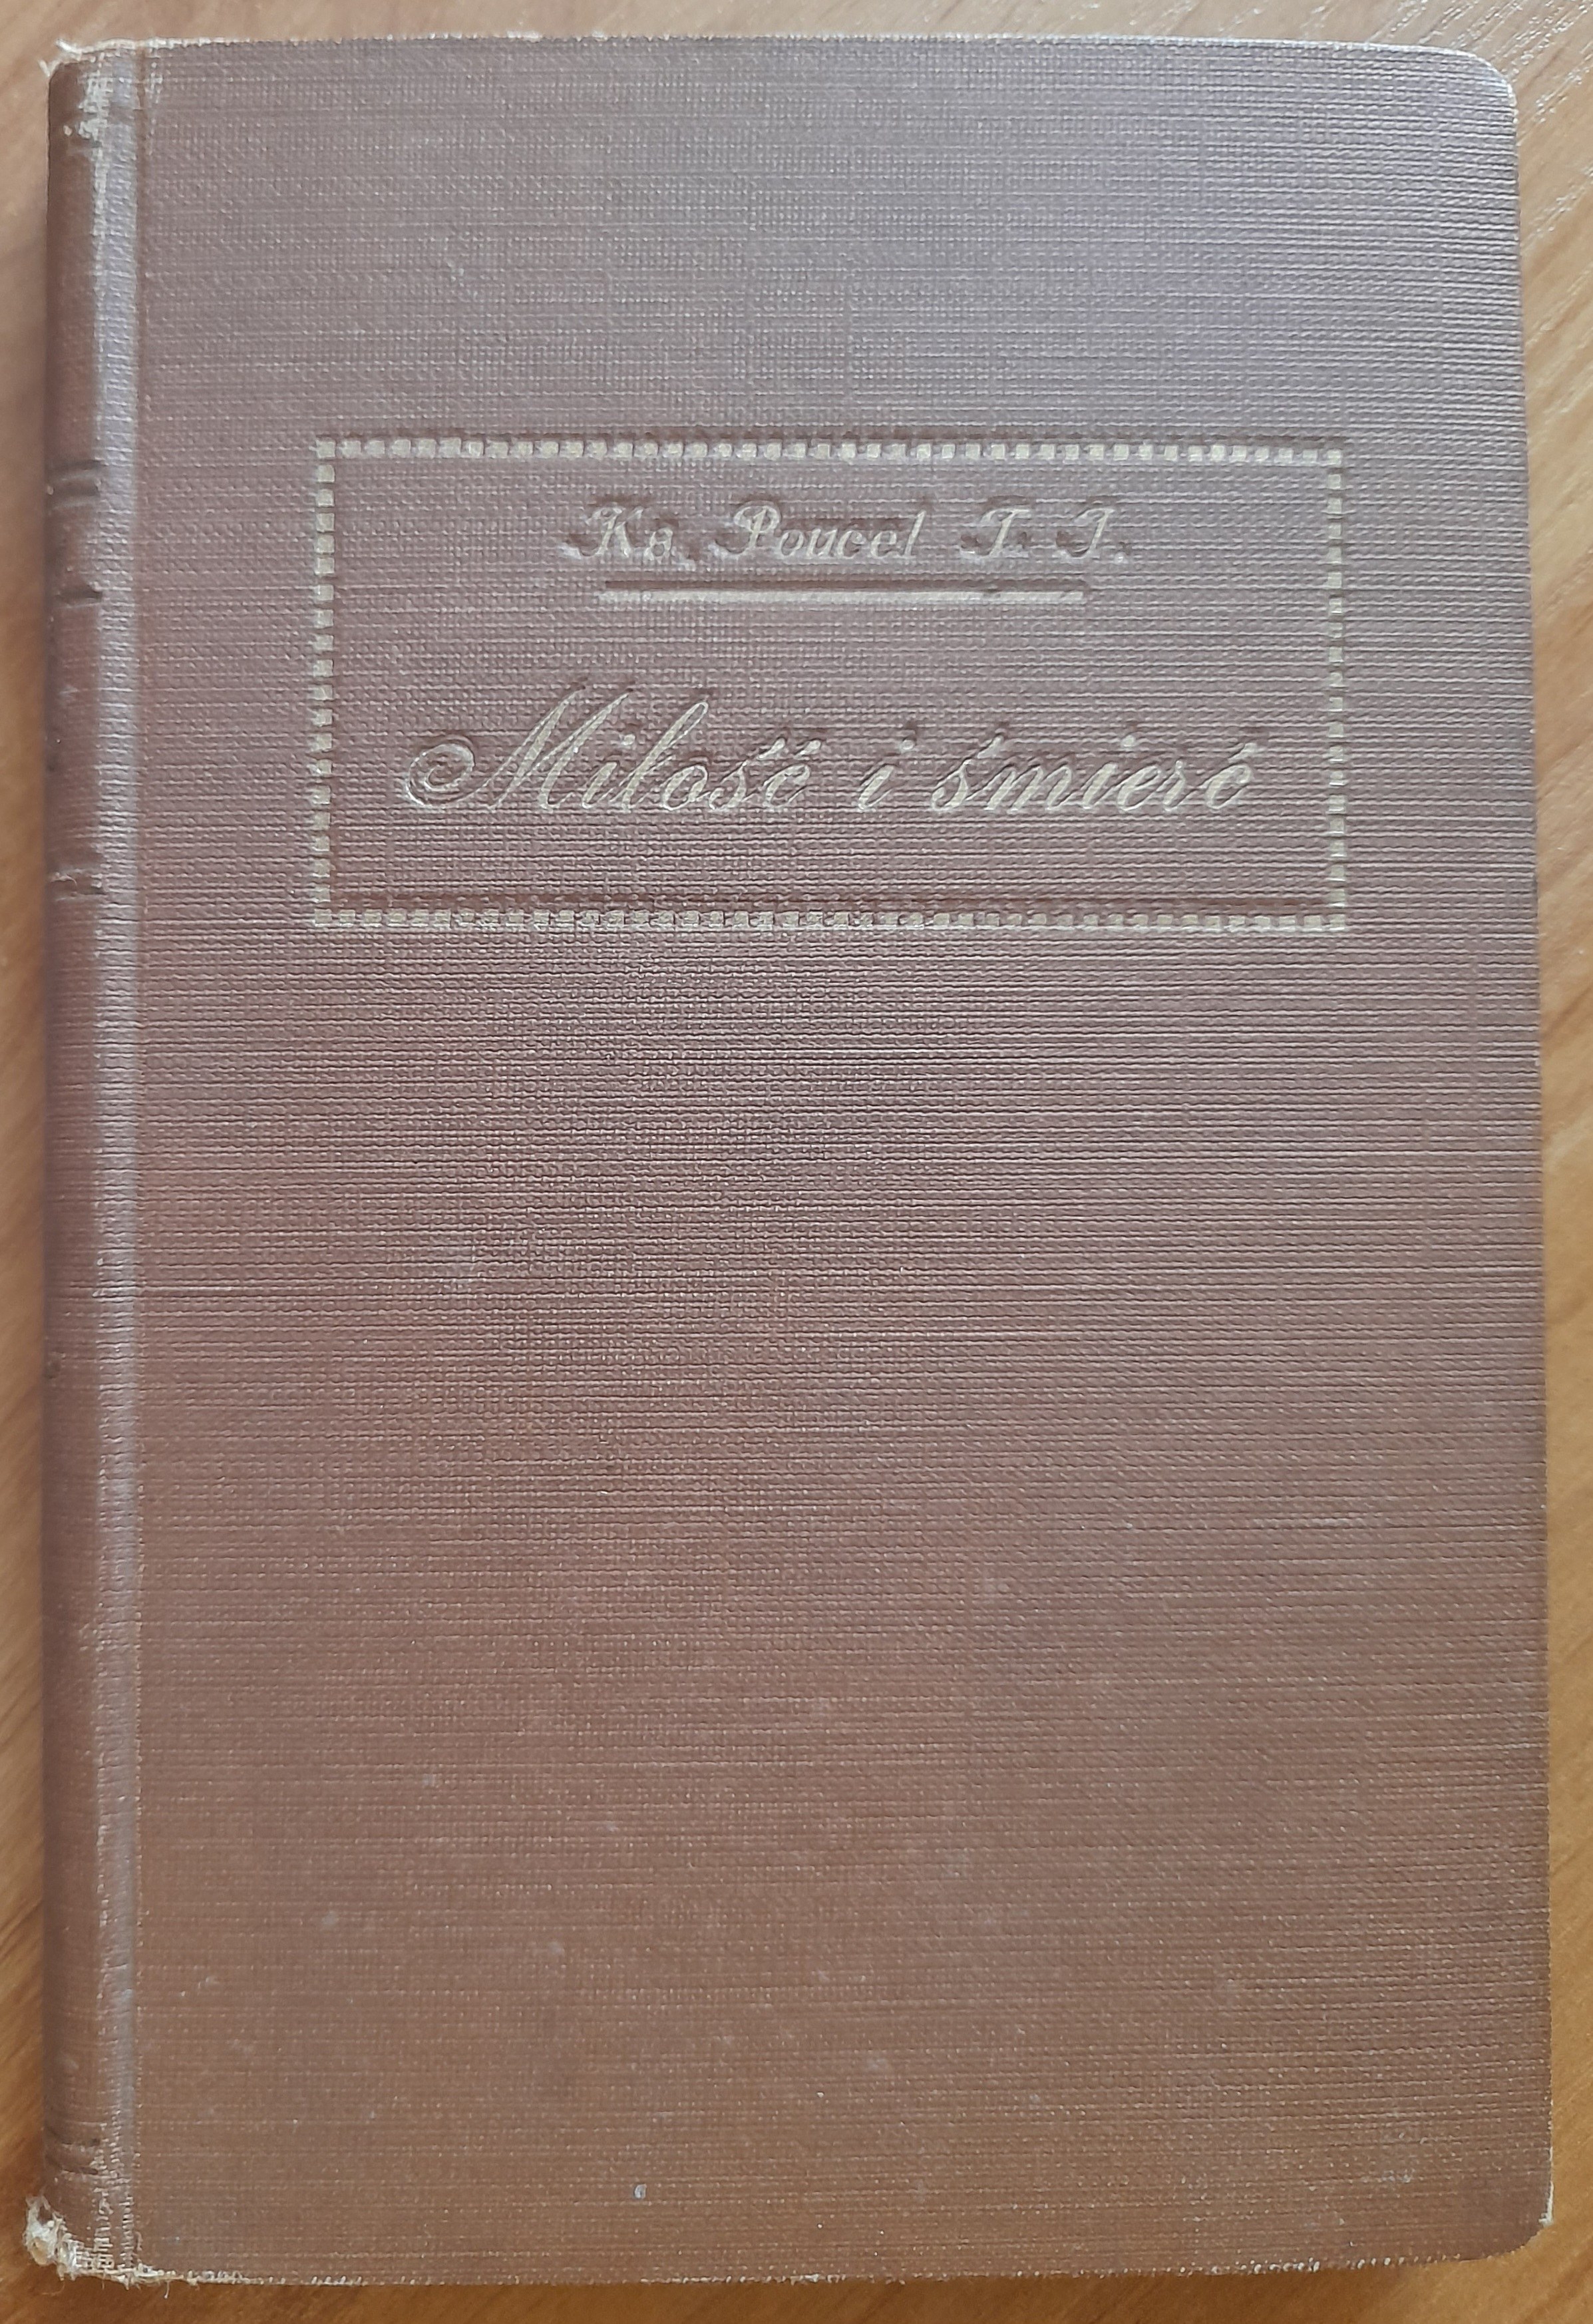 Ks. Poucel T. J.
Miłość i śmierć